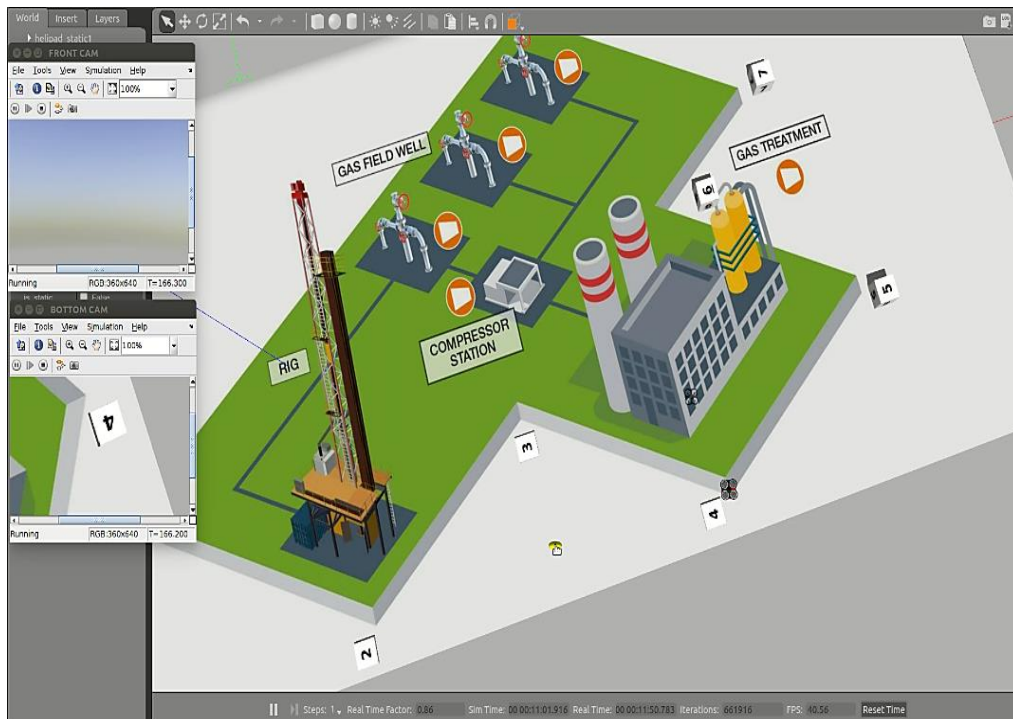 World Insert Layers
helipad_static1
FRONT CAM
File Tools View Simulation Help
100%
Running RGB:360x640 T=166.300
is_static False
BOTTOM CAM
File Tools View Simulation Help
100%
4
Running RGB:360x640 T=166.200
7
GAS TREATMENT
GAS FIELD WELL
6
5
COMPRESSOR
STATION
RIG
3
4
2
Steps: 1 Real Time Factor: 0.86 Sim Time: 00 00:11:01.916 Real Time: 00 00:11:50.783 Iterations: 661916 FPS: 40.56 Reset Time